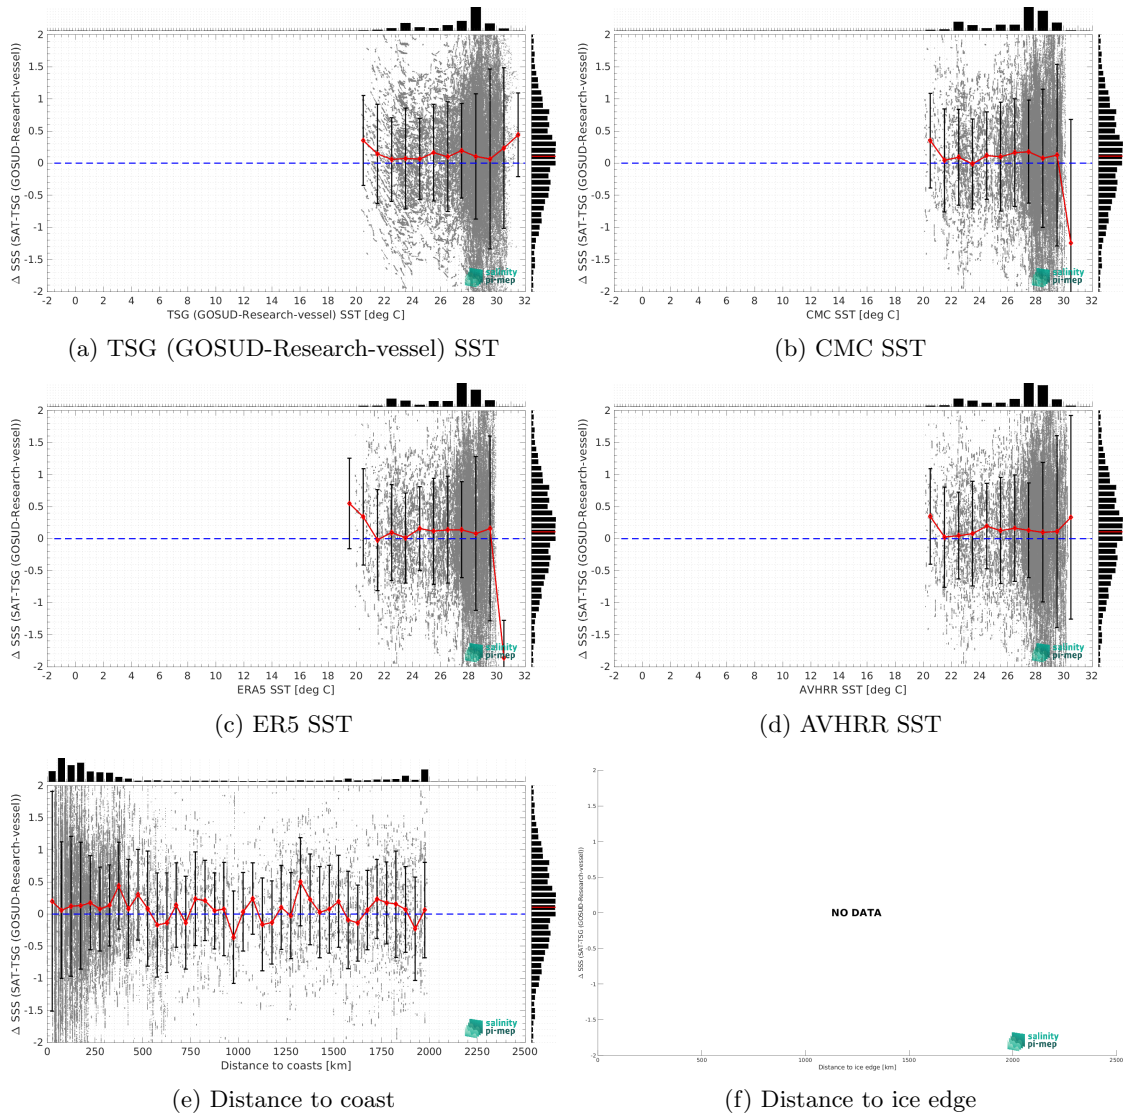 Δ SSS (SAT-TSG (GOSUD-Research-vessel))
2
1.5
1
0.5
0
-0.5
-1
-1.5
-2
-2 0 2 4 6 8 10 12 14 16 18 20 22 24 26 28 30 32
TSG (GOSUD-Research-vessel) SST [deg C]
salinity
pi-mep
(a) TSG (GOSUD-Research-vessel) SST
Δ SSS (SAT-TSG (GOSUD-Research-vessel))
2
1.5
1
0.5
0
-0.5
-1
-1.5
-2
-2 0 2 4 6 8 10 12 14 16 18 20 22 24 26 28 30 32
CMC SST [deg C]
salinity
pi-mep
(b) CMC SST
Δ SSS (SAT-TSG (GOSUD-Research-vessel))
2
1.5
1
0.5
0
-0.5
-1
-1.5
-2
-2 0 2 4 6 8 10 12 14 16 18 20 22 24 26 28 30 32
ERA5 SST [deg C]
salinity
pi-mep
(c) ER5 SST
Δ SSS (SAT-TSG (GOSUD-Research-vessel))
2
1.5
1
0.5
0
-0.5
-1
-1.5
-2
-2 0 2 4 6 8 10 12 14 16 18 20 22 24 26 28 30 32
AVHRR SST [deg C]
salinity
pi-mep
(d) AVHRR SST
Δ SSS (SAT-TSG (GOSUD-Research-vessel))
2
1.5
1
0.5
0
-0.5
-1
-1.5
-2
0 250 500 750 1000 1250 1500 1750 2000 2250 2500
Distance to coasts [km]
salinity
pi-mep
(e) Distance to coast
Δ SSS (SAT-TSG (GOSUD-Research-vessel))
2
1.5
1
0.5
0
-0.5
-1
-1.5
-2
NO DATA
0 500 1000 1500 2000 2500
Distance to ice edge [km]
salinity
pi-mep
(f) Distance to ice edge